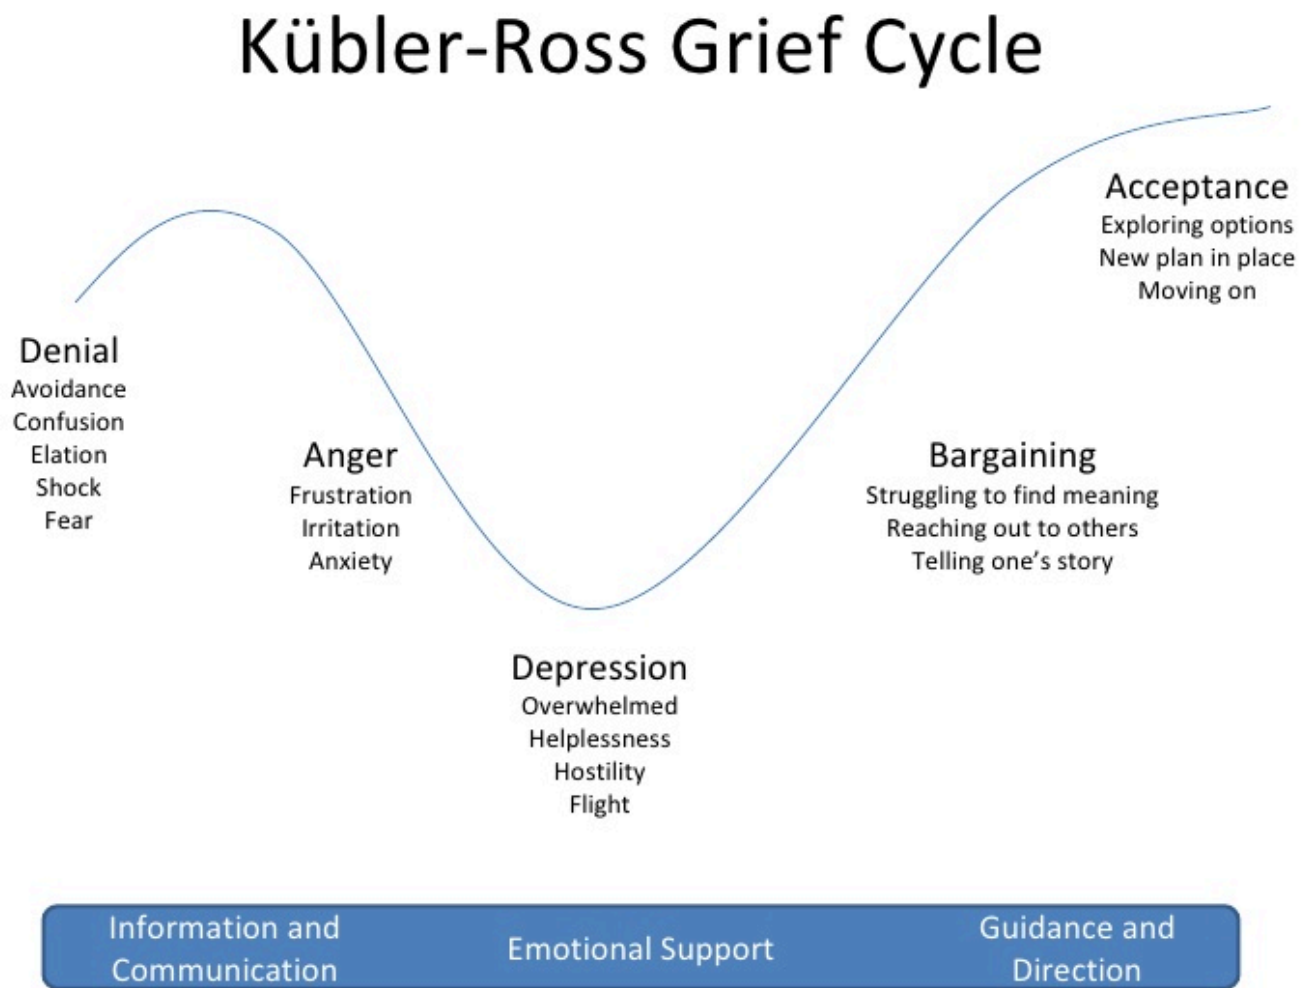 Kübler-Ross Grief Cycle
Denial
Avoidance
Confusion
Elation
Shock
Fear
Anger
Frustration
Irritation
Anxiety
Depression
Overwhelmed
Helplessness
Hostility
Flight
Bargaining
Struggling to find meaning
Reaching out to others
Telling one’s story
Acceptance
Exploring options
New plan in place
Moving on
Information and
Communication
Emotional Support
Guidance and
Direction